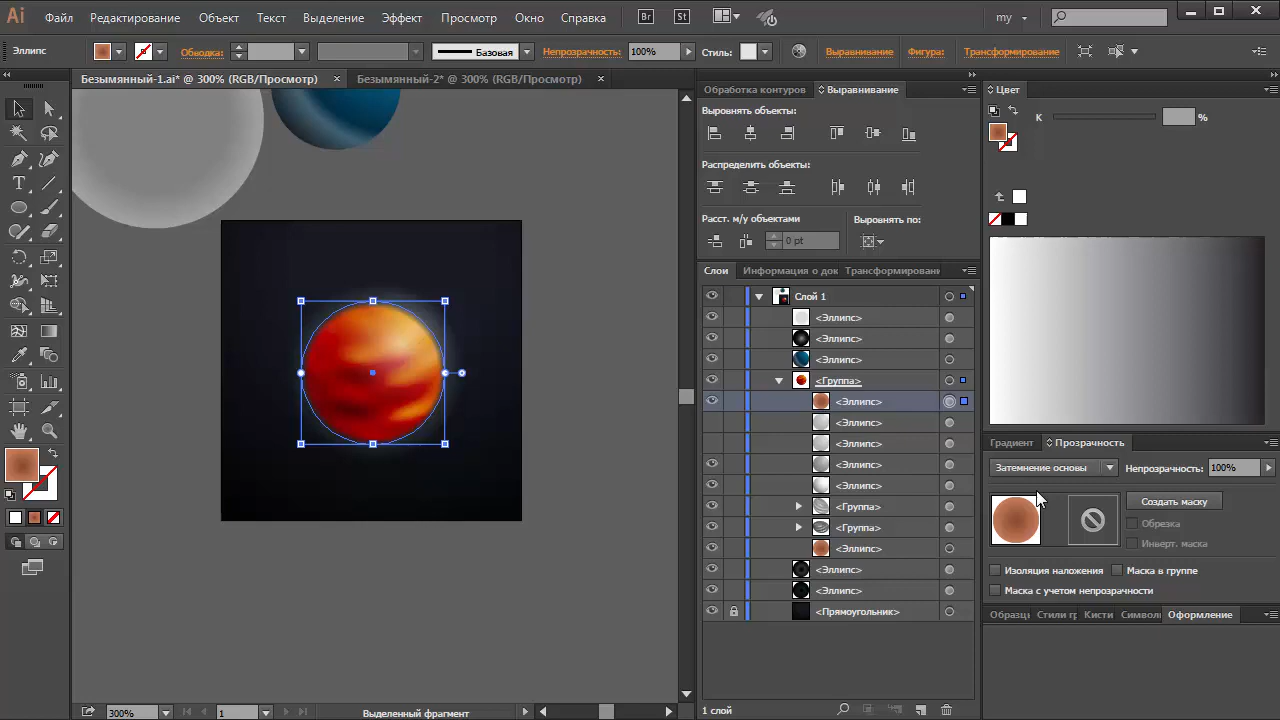 Ai Файл Редактирование Объект Текст Выделение Эффект Просмотр Окно Справка Br St my
Эллипс Обводка: Базовая Непрозрачность: 100% Стиль: Выравнивание Фигура: Трансформирование
Безымянный-1.ai* @ 300% (RGB/Просмотр) × Безымянный-2* @ 300% (RGB/Просмотр) ×
Обработка контуров Выравнивание
Выровнять объекты:
Распределить объекты:
Расст. м/у объектами Выровнять по:
0 pt
Слои Информация о док Трансформировани
Слой 1
<Эллипс>
<Эллипс>
<Эллипс>
<Группа>
<Эллипс>
<Эллипс>
<Эллипс>
<Эллипс>
<Эллипс>
<Группа>
<Группа>
<Эллипс>
<Эллипс>
<Эллипс>
<Прямоугольник>
1 слой
Цвет
K %
Градиент Прозрачность
Затемнение основы Непрозрачность: 100%
Создать маску
Обрезка
Инверт. маска
Изоляция наложения Маска в группе
Маска с учетом непрозрачности
Образц Стили гр Кисти Символ Оформление
300% 1 Выделенный фрагмент